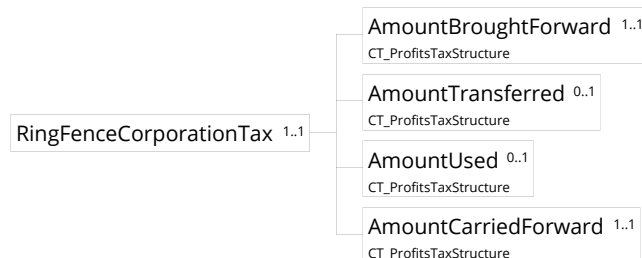 AmountBroughtForward 1..1
CT_ProfitsTaxStructure
AmountTransferred 0..1
CT_ProfitsTaxStructure
RingFenceCorporationTax 1..1
AmountUsed 0..1
CT_ProfitsTaxStructure
AmountCarriedForward 1..1
CT_ProfitsTaxStructure